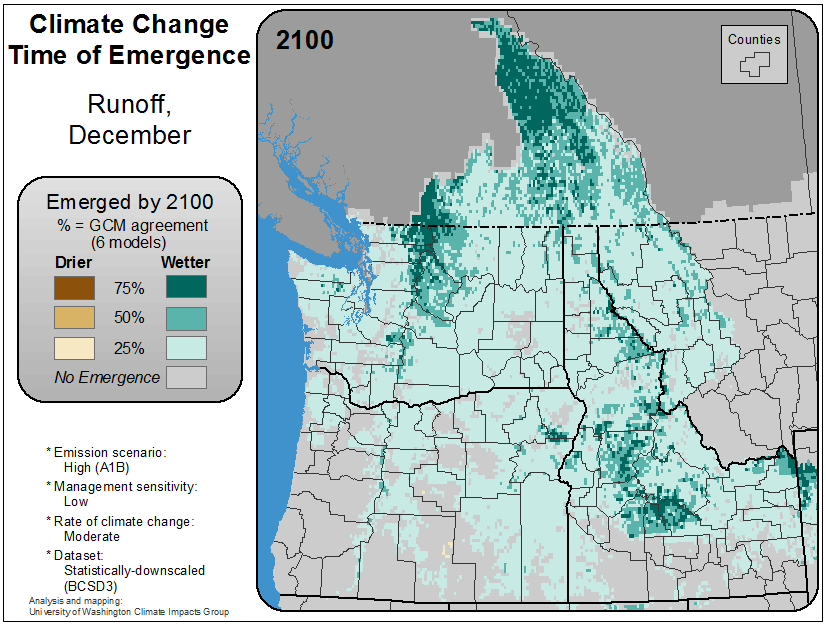 Climate Change
Time of Emergence
Runoff,
December
Emerged by 2100
% = GCM agreement
(6 models)
Drier Wetter
75%
50%
25%
No Emergence
* Emission scenario:
High (A1B)
* Management sensitivity:
Low
* Rate of climate change:
Moderate
* Dataset:
Statistically-downscaled
(BCSD3)
Analysis and mapping:
University of Washington Climate Impacts Group
2100
Counties